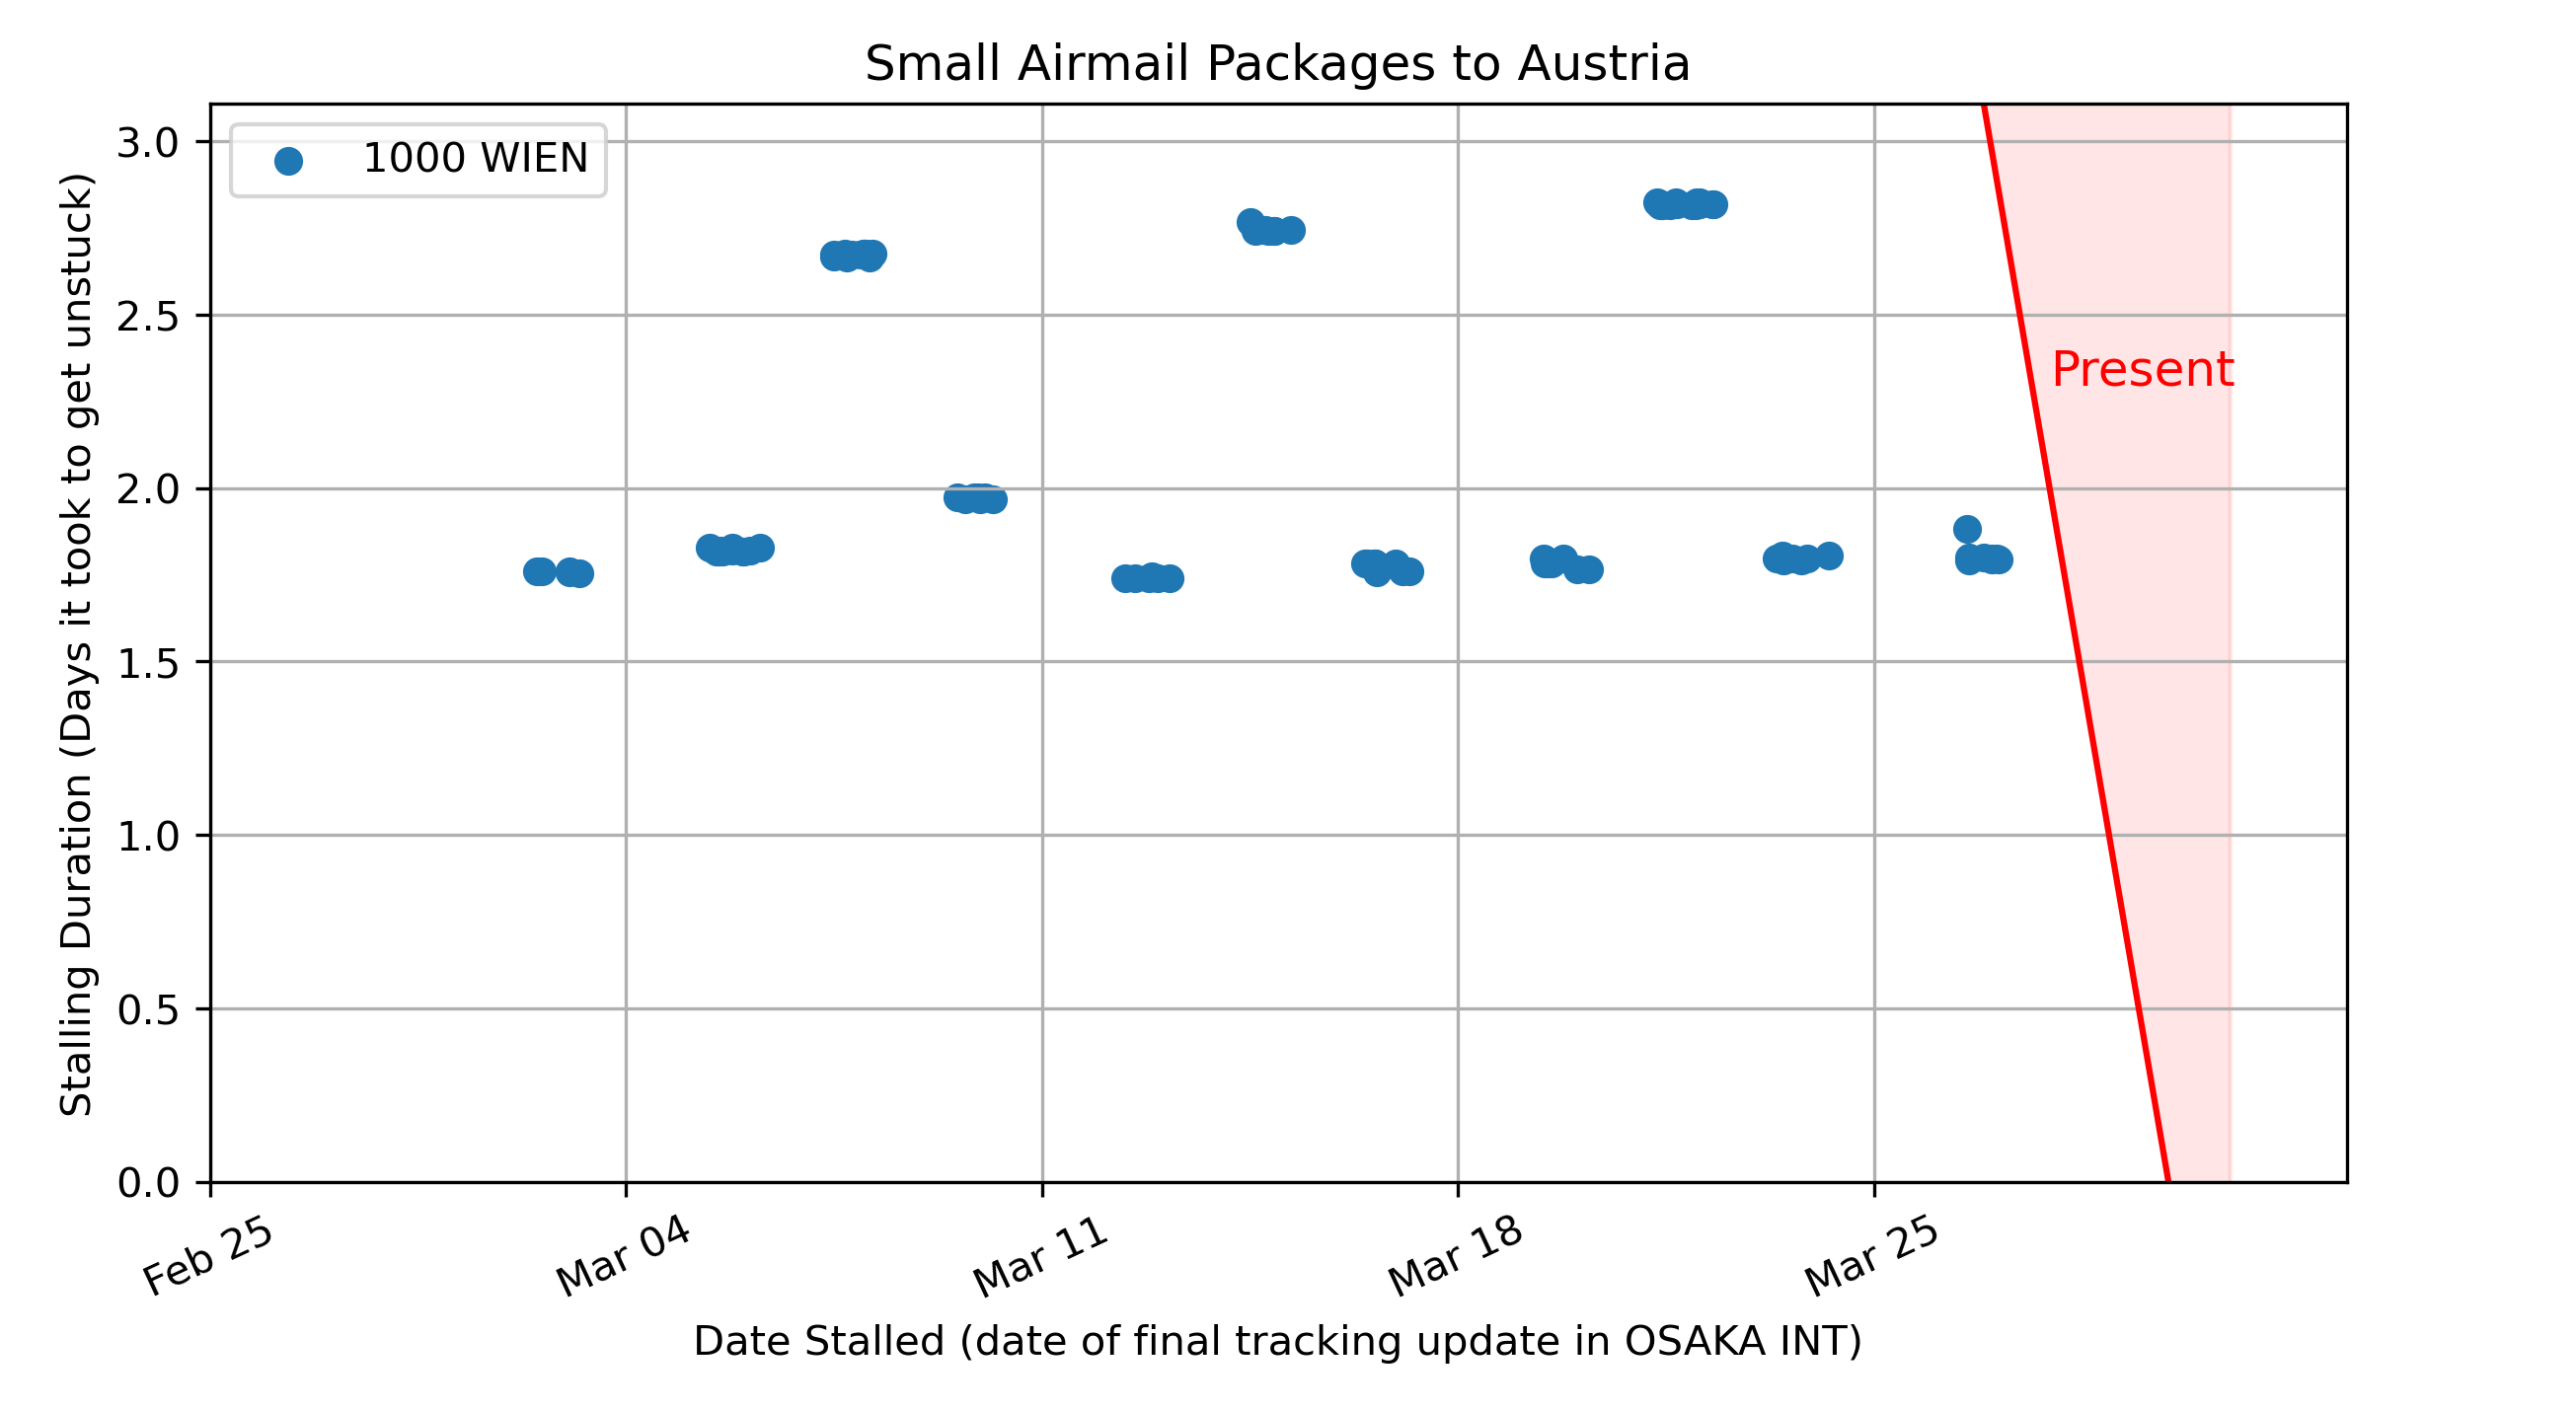 Small Airmail Packages to Austria
1000 WIEN
Present
Stalling Duration (Days it took to get unstuck)
3.0
2.5
2.0
1.5
1.0
0.5
0.0
Feb 25
Mar 04
Mar 11
Mar 18
Mar 25
Date Stalled (date of final tracking update in OSAKA INT)